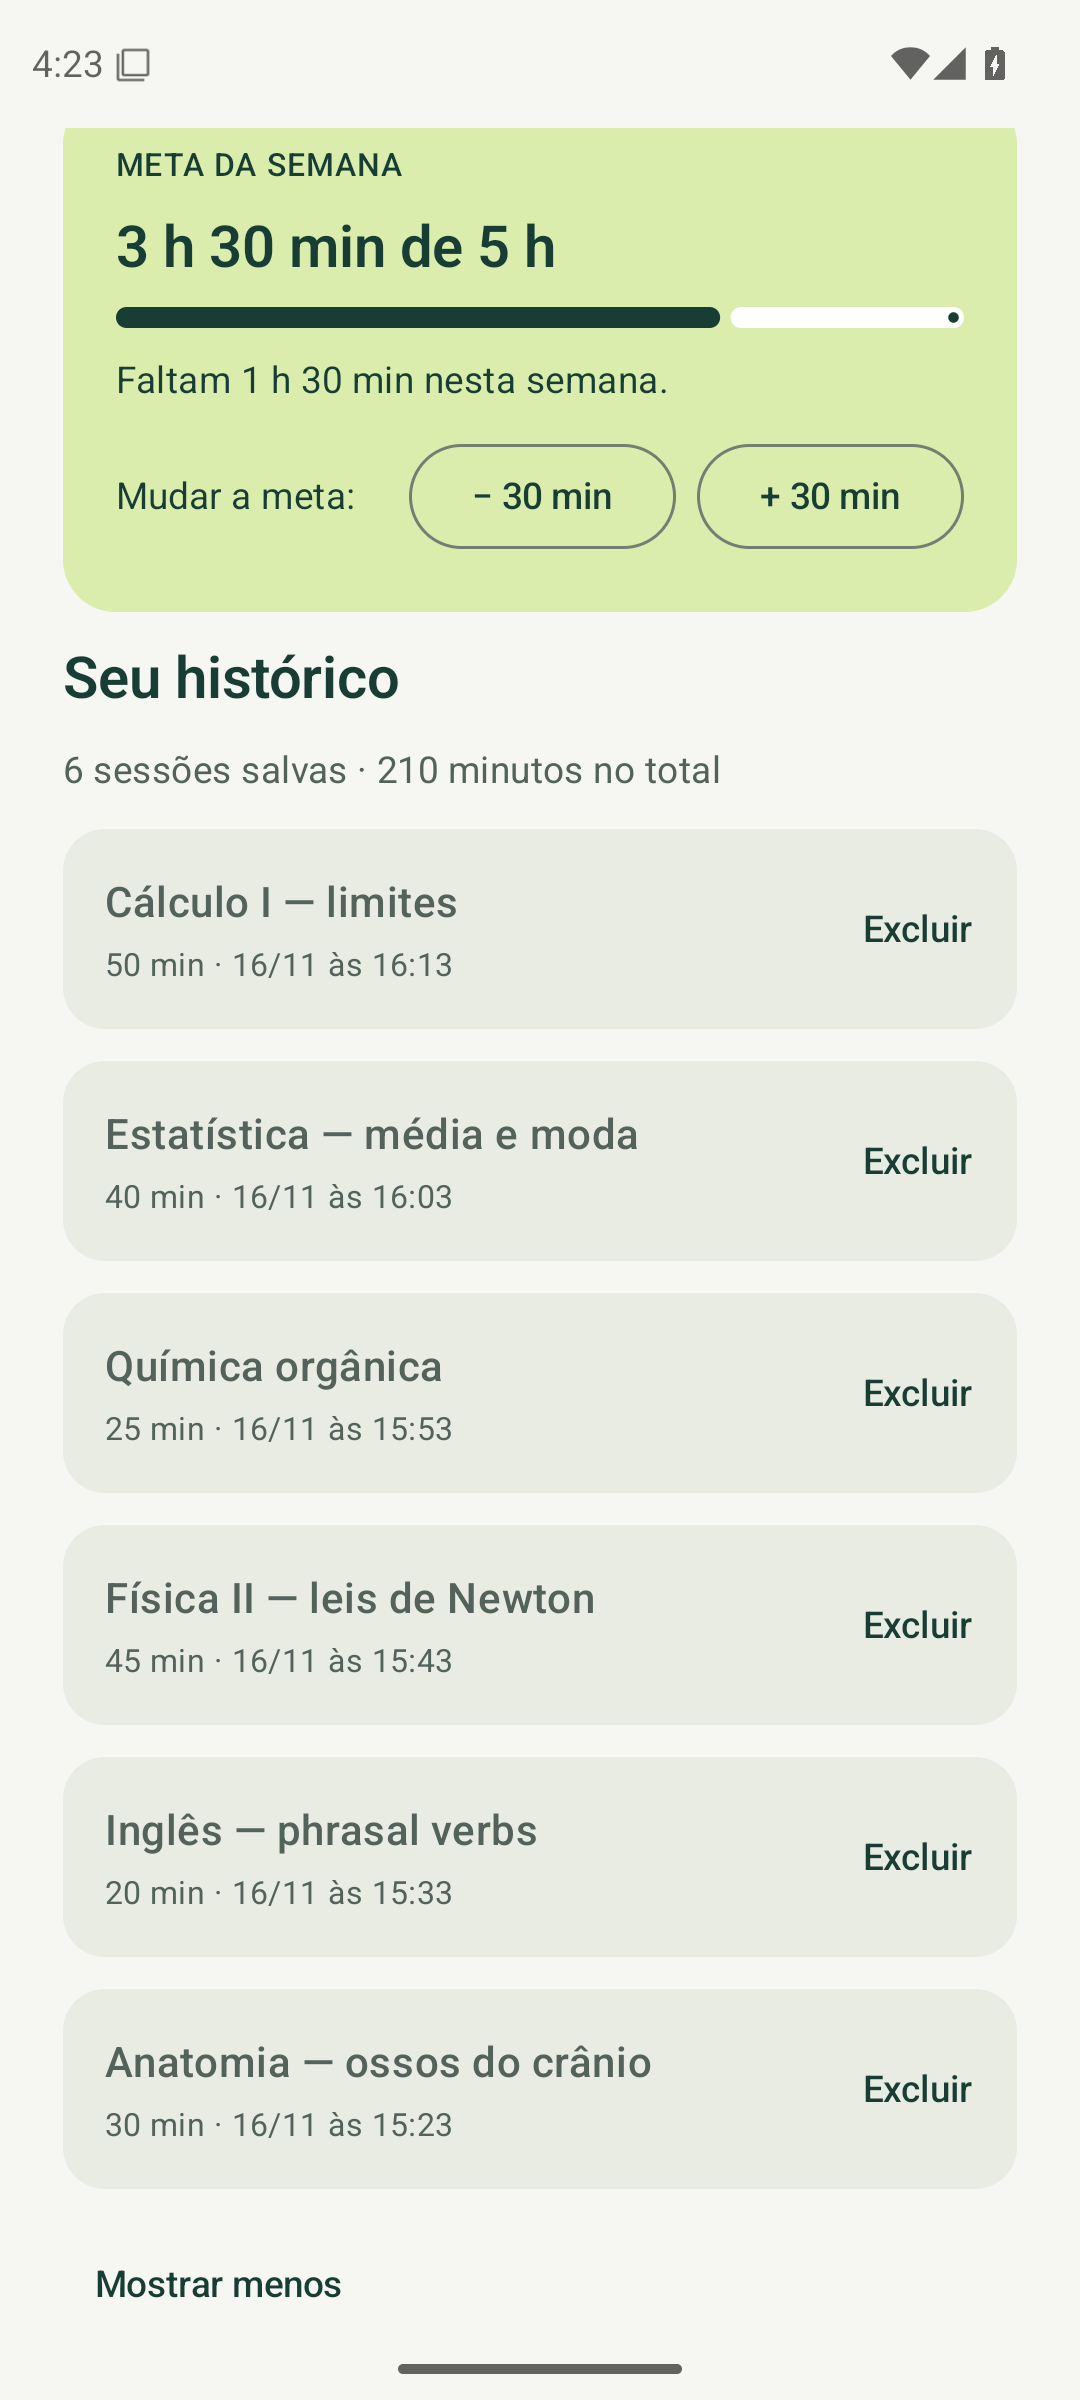 4:23
META DA SEMANA
3 h 30 min de 5 h
Faltam 1 h 30 min nesta semana.
Mudar a meta:
− 30 min
+ 30 min
Seu histórico
6 sessões salvas · 210 minutos no total
Cálculo I — limites
50 min · 16/11 às 16:13
Excluir
Estatística — média e moda
40 min · 16/11 às 16:03
Excluir
Química orgânica
25 min · 16/11 às 15:53
Excluir
Física II — leis de Newton
45 min · 16/11 às 15:43
Excluir
Inglês — phrasal verbs
20 min · 16/11 às 15:33
Excluir
Anatomia — ossos do crânio
30 min · 16/11 às 15:23
Excluir
Mostrar menos